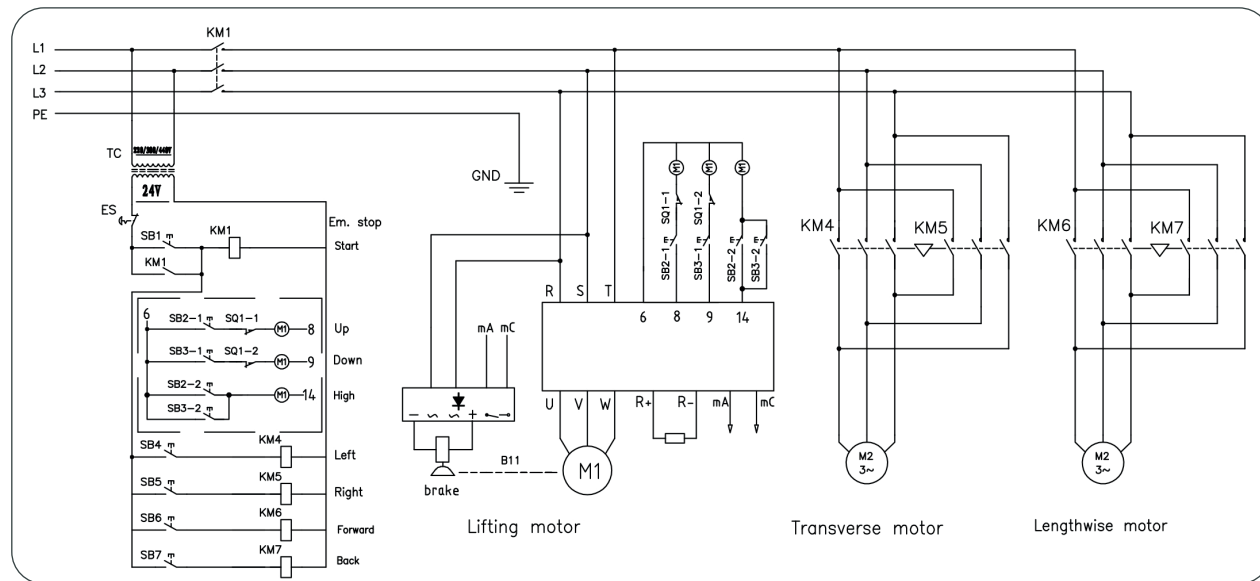 KM1
L1
L2
L3
PE
TC
220/380/440V
24V
GND
ES
Em. stop
SB1
KM1
Start
KM1
6
SB2-1
SQ1-1
M1
8
Up
SB3-1
SQ1-2
M1
9
Down
SB2-2
M1
14
High
SB3-2
SB4
KM4
Left
SB5
KM5
Right
SB6
KM6
Forward
SB7
KM7
Back
M1
M1
M1
SQ1-1
SQ1-2
SB2-1
SB3-1
SB2-2
SB3-2
R
S
T
6
8
9
14
mA
mC
U
V
W
R+
R-
mA
mC
− ~ ~ +
B11
M1
brake
Lifting motor
KM4
KM5
M2
3~
Transverse motor
KM6
KM7
M2
3~
Lengthwise motor